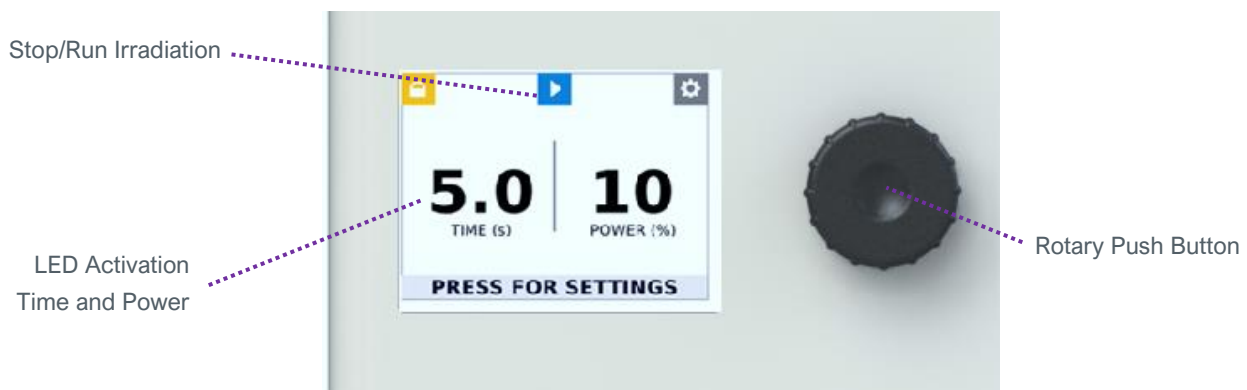 Stop/Run Irradiation
5.0
10
TIME (s)
POWER (%)
LED Activation
Time and Power
Rotary Push Button
PRESS FOR SETTINGS